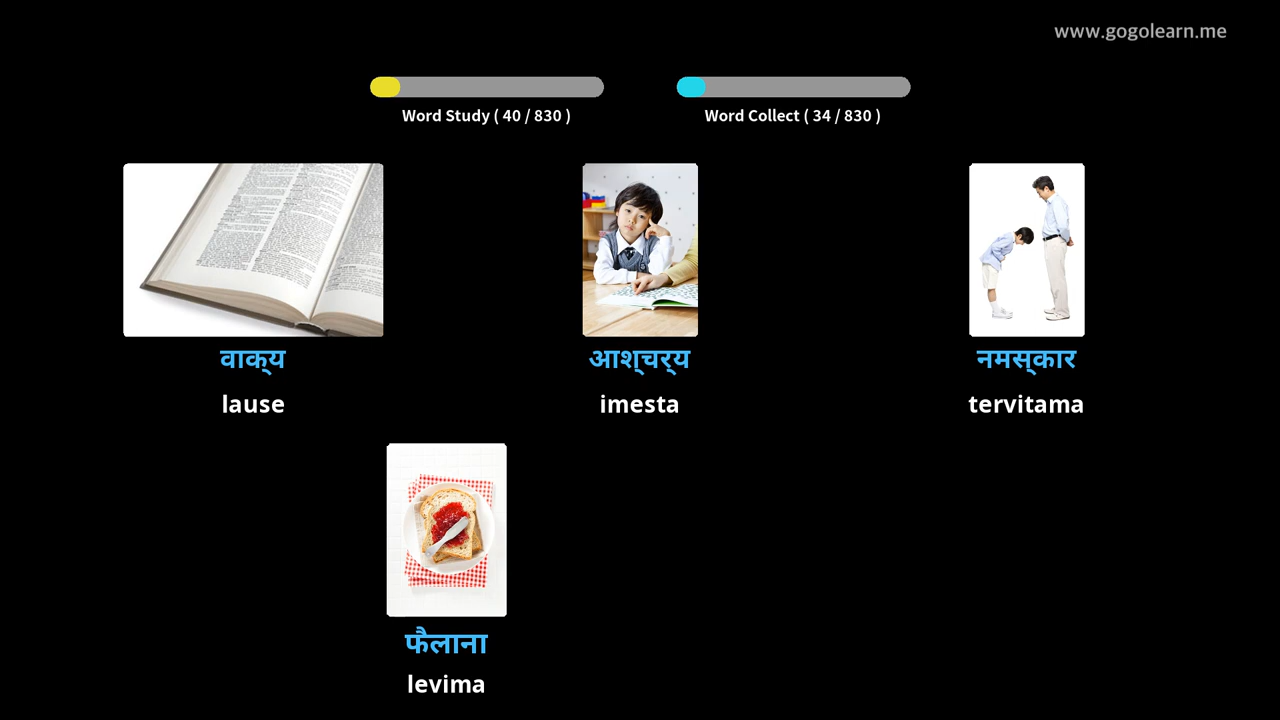 www.gogolearn.me
Word Study ( 40 / 830 )
Word Collect ( 34 / 830 )
वाक्य
आश्चर्य
नमस्कार
lause
imesta
tervitama
फैलाना
levima